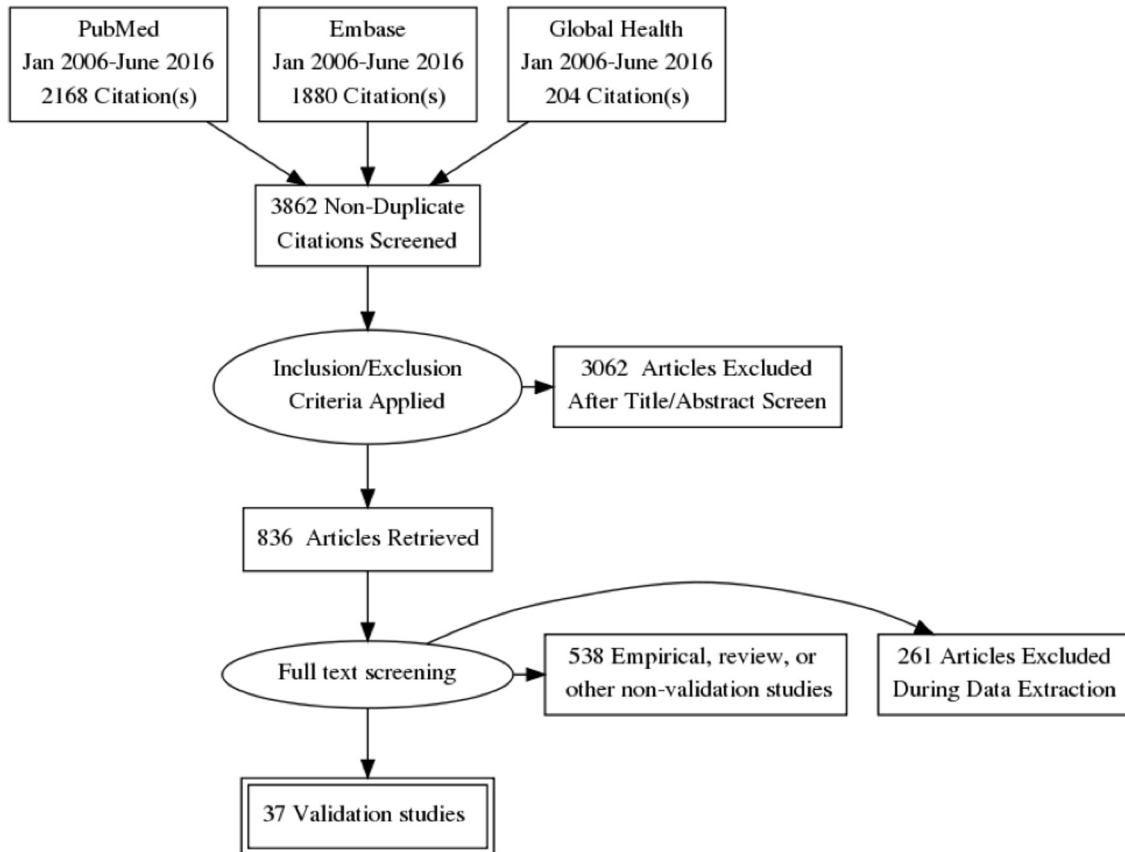 PubMed
Jan 2006-June 2016
2168 Citation(s)
Embase
Jan 2006-June 2016
1880 Citation(s)
Global Health
Jan 2006-June 2016
204 Citation(s)
3862 Non-Duplicate
Citations Screened
Inclusion/Exclusion
Criteria Applied
3062 Articles Excluded
After Title/Abstract Screen
836 Articles Retrieved
Full text screening
538 Empirical, review, or
other non-validation studies
261 Articles Excluded
During Data Extraction
37 Validation studies